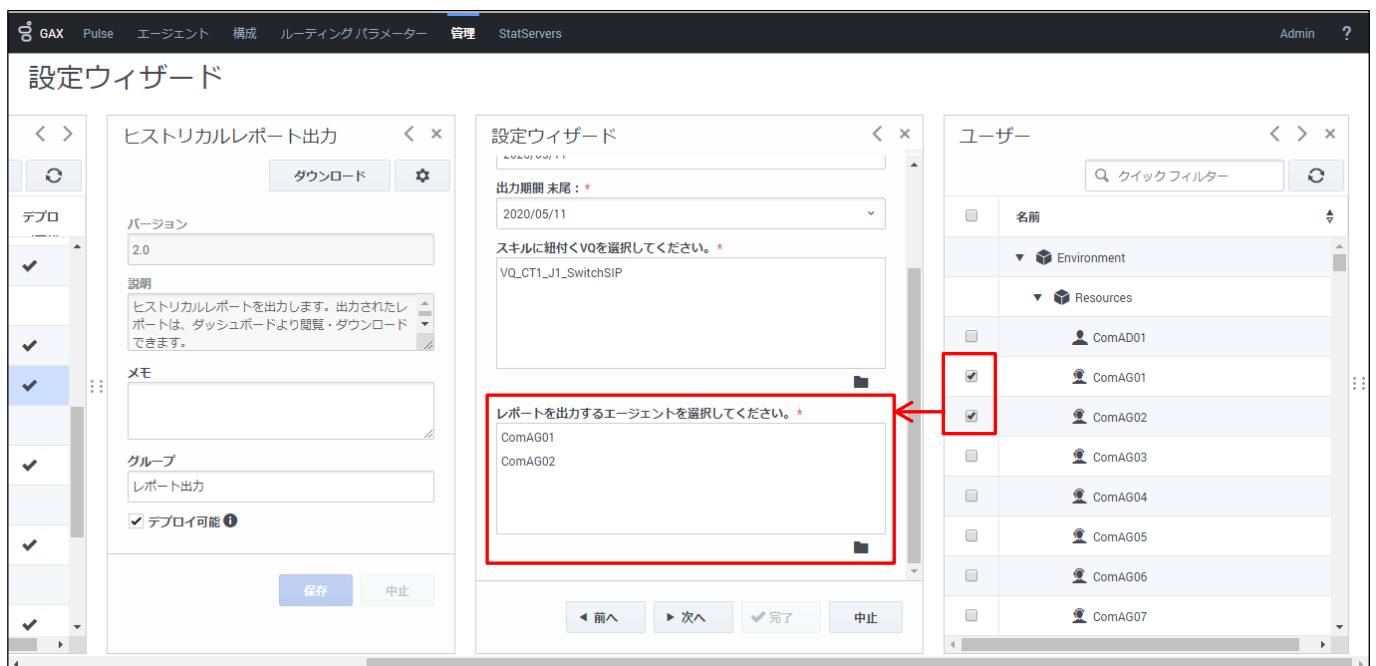 GAX Pulse エージェント 構成 ルーティング パラメーター 管理 StatServers Admin ?
設定ウィザード
デプロ
ヒストリカルレポート出力
ダウンロード
バージョン
2.0
説明
ヒストリカルレポートを出力します。出力されたレ
ポートは、ダッシュボードより閲覧・ダウンロード
できます。
メモ
グループ
レポート出力
デプロイ可能
保存 中止
設定ウィザード
出力期間 末尾：*
2020/05/11
スキルに紐付くVQを選択してください。*
VQ_CT1_J1_SwitchSIP
レポートを出力するエージェントを選択してください。*
ComAG01
ComAG02
前へ 次へ 完了 中止
ユーザー
クイック フィルター
名前
Environment
Resources
ComAD01
ComAG01
ComAG02
ComAG03
ComAG04
ComAG05
ComAG06
ComAG07